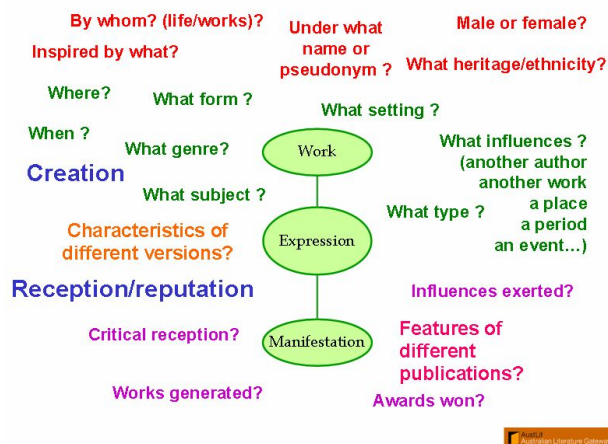 By whom? (life/works)?
Under what
name or
pseudonym ?
Male or female?
Inspired by what?
What heritage/ethnicity?
Where?
What form ?
What setting ?
When ?
What genre?
Work
What influences ?
(another author
another work
a place
a period
an event...)
Creation
What subject ?
What type ?
Characteristics of
different versions?
Expression
Reception/reputation
Influences exerted?
Critical reception?
Manifestation
Features of
different
publications?
Works generated?
Awards won?
AustLit
Australian Literature Gateway